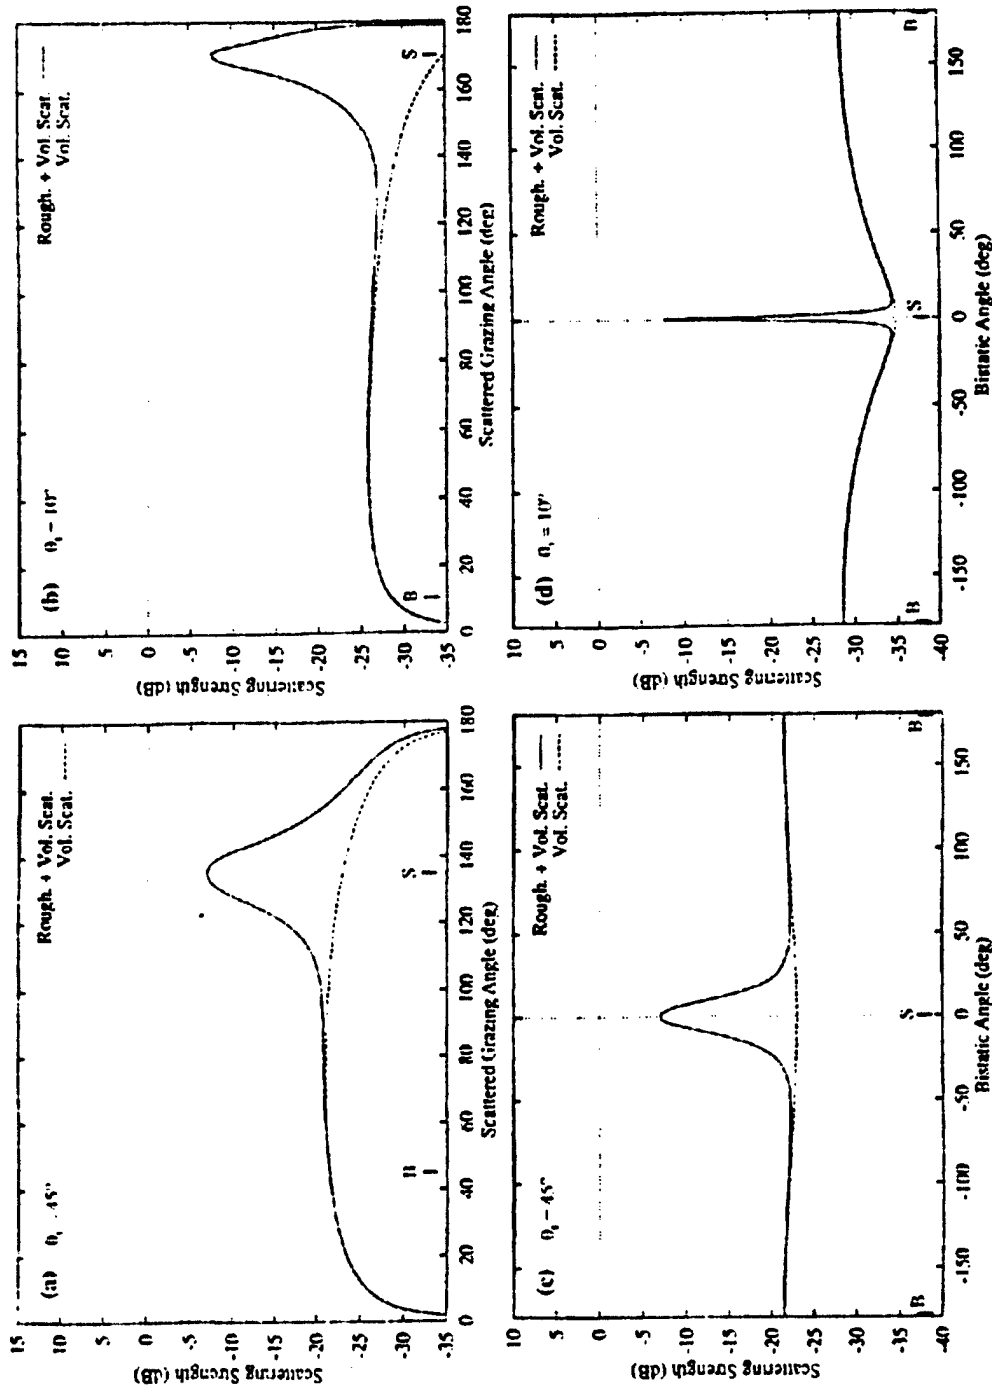 (a) θ, - 45°
Rough. + Vol. Scat.
Vol. Scat.
15
10
5
0
-5
-10
-15
-20
-25
-30
-35
Scattering Strength (dB)
B
S
0
20
40
60
80
100
120
140
160
180
Scattered Grazing Angle (deg)
(b) θ, - 10°
Rough. + Vol. Scat.
Vol. Scat.
15
10
5
0
-5
-10
-15
-20
-25
-30
-35
Scattering Strength (dB)
B
S
0
20
40
60
80
100
120
140
160
180
Scattered Grazing Angle (deg)
(c) θ, - 45°
Rough. + Vol. Scat.
Vol. Scat.
10
5
0
-5
-10
-15
-20
-25
-30
-35
-40
Scattering Strength (dB)
B
S
B
-150
-100
-50
0
50
100
150
Bistatic Angle (deg)
(d) θ, = 10°
Rough. + Vol. Scat.
Vol. Scat.
10
5
0
-5
-10
-15
-20
-25
-30
-35
-40
Scattering Strength (dB)
B
S
B
-150
-100
-50
0
50
100
150
Bistatic Angle (deg)